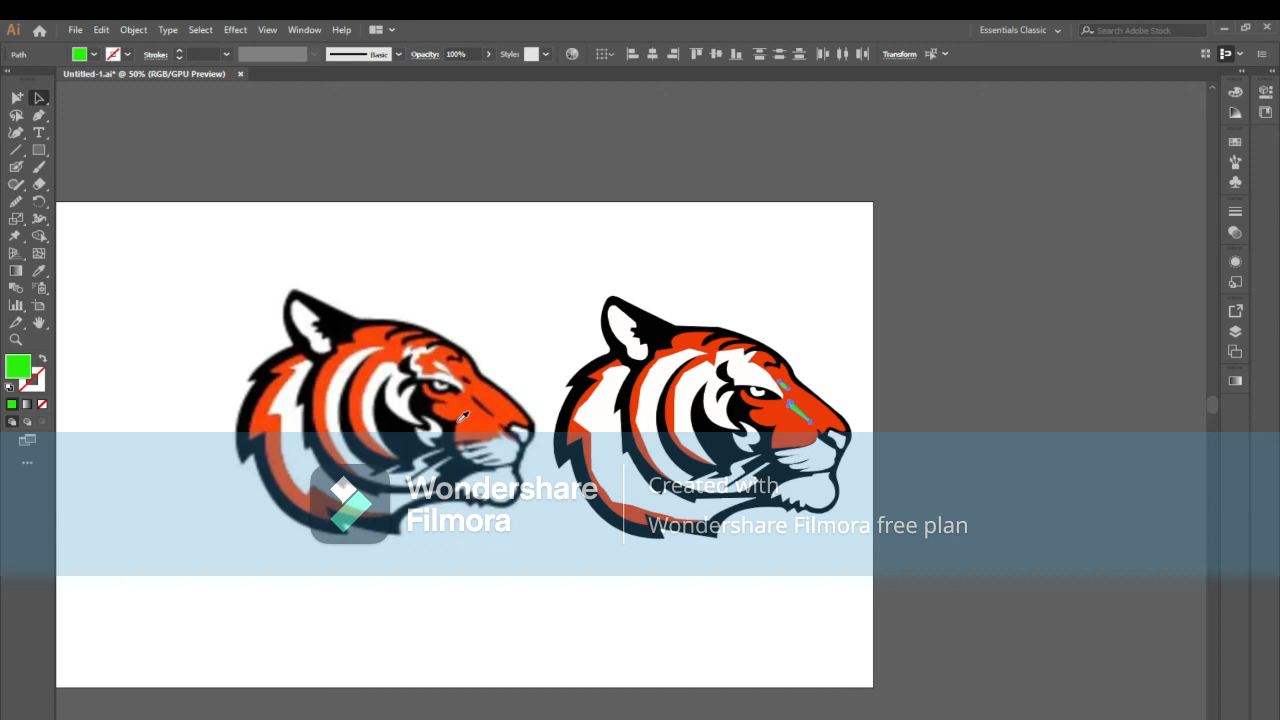 Ai File Edit Object Type Select Effect View Window Help Essentials Classic Search Adobe Stock
Path Stroke: Basic Opacity: 100% Style: Transform
Untitled-1.ai* @ 50% (RGB/GPU Preview)
Wondershare
Filmora
Created with
Wondershare Filmora free plan